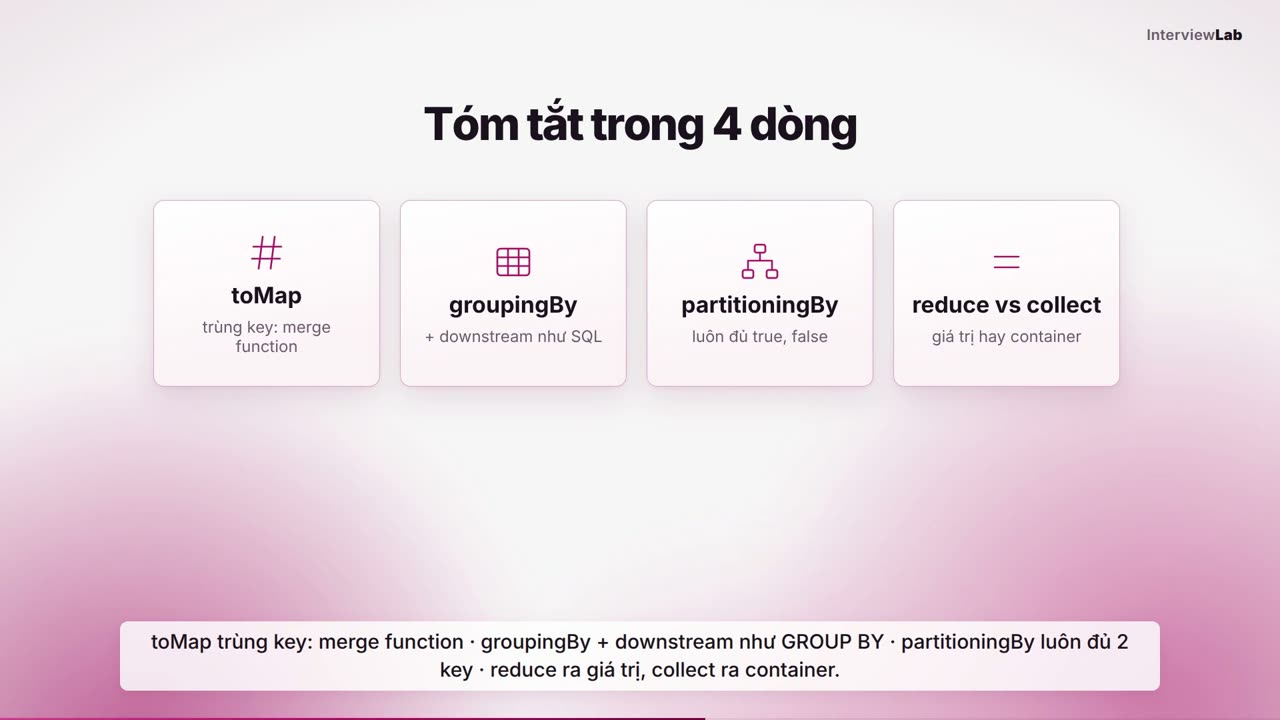 InterviewLab
Tóm tắt trong 4 dòng
toMap
trùng key: merge
function
groupingBy
+ downstream như SQL
partitioningBy
luôn đủ true, false
reduce vs collect
giá trị hay container
toMap trùng key: merge function · groupingBy + downstream như GROUP BY · partitioningBy luôn đủ 2
key · reduce ra giá trị, collect ra container.